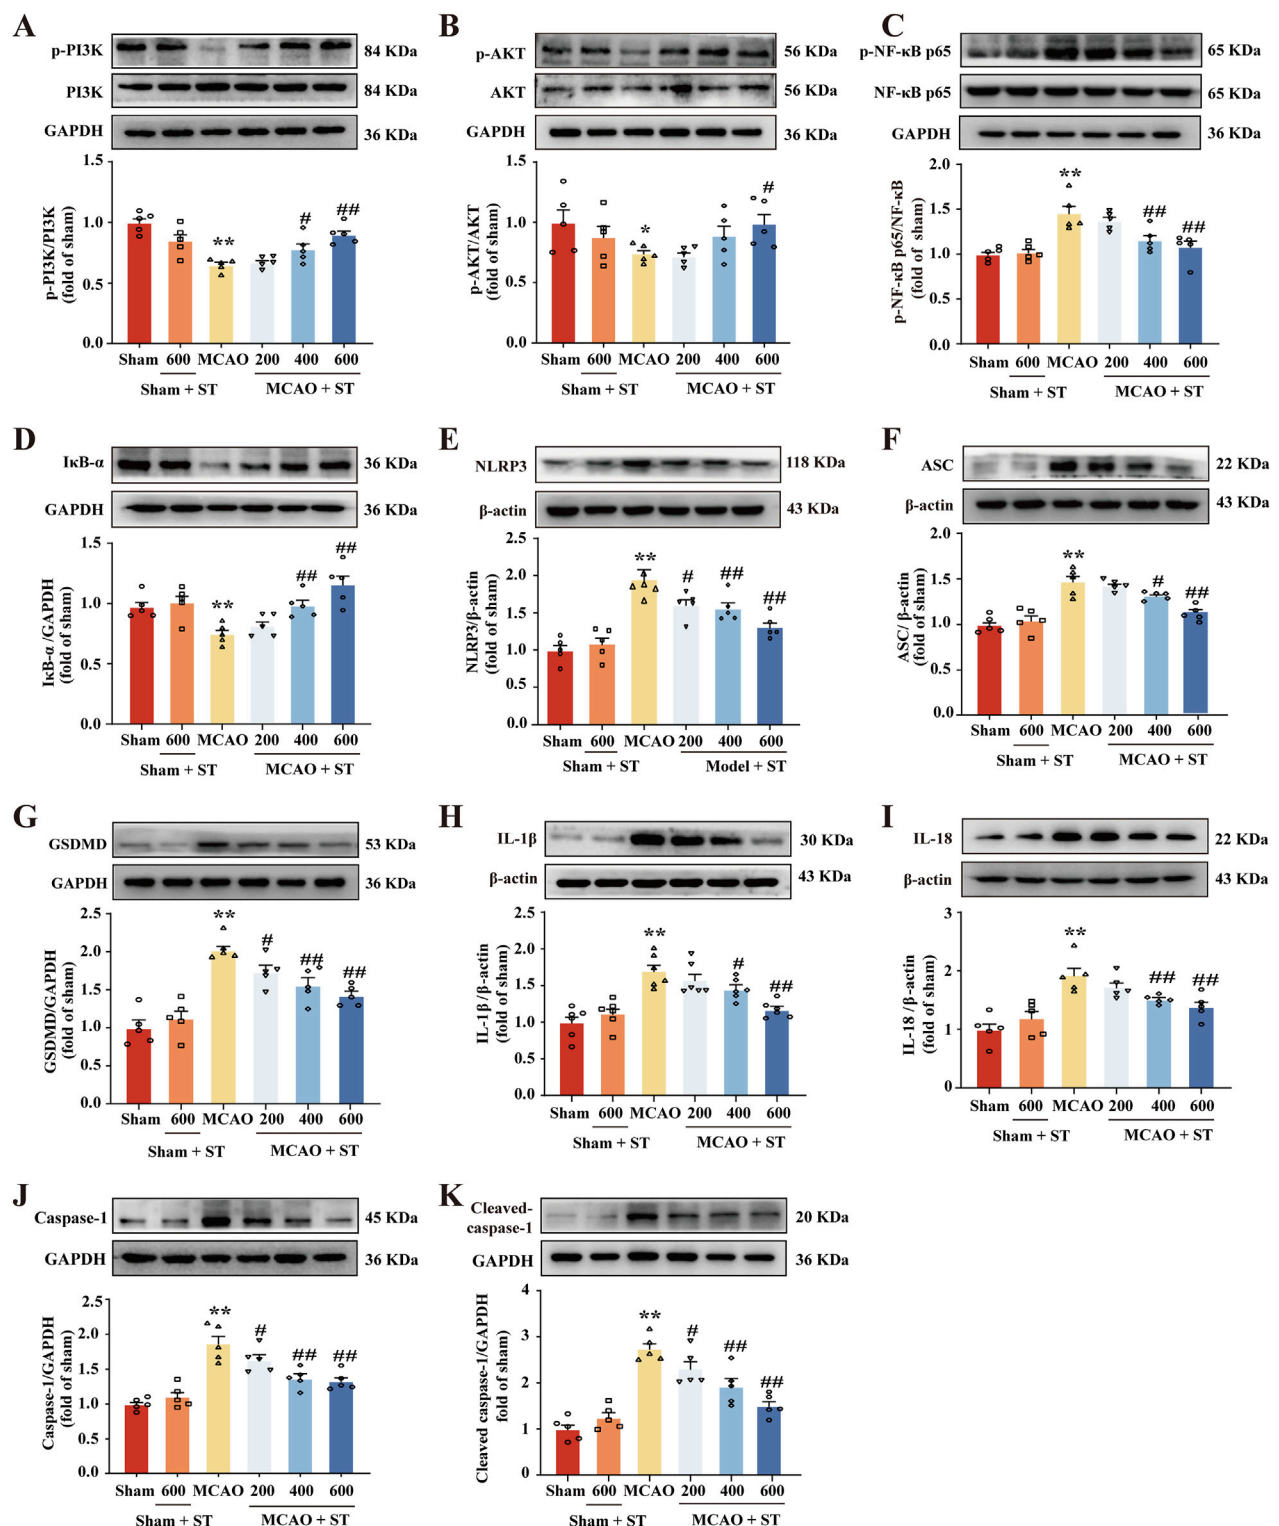 A
p-PI3K
84 KDa
PI3K
84 KDa
GAPDH
36 KDa
p-PI3K/PI3K
(fold of sham)
1.5
1.0
0.5
0.0
**
#
##
Sham 600 MCAO 200 400 600
Sham + ST MCAO + ST
B
p-AKT
56 KDa
AKT
56 KDa
GAPDH
36 KDa
p-AKT/AKT
(fold of sham)
1.5
1.0
0.5
0.0
*
#
Sham 600 MCAO 200 400 600
Sham + ST MCAO + ST
C
p-NF-κB p65
65 KDa
NF-κB p65
65 KDa
GAPDH
36 KDa
p-NF-κB p65/NF-κB
(fold of sham)
2.0
1.5
1.0
0.5
0.0
**
##
##
Sham 600 MCAO 200 400 600
Sham + ST MCAO + ST
D
IκB-α
36 KDa
GAPDH
36 KDa
IκB-α /GAPDH
(fold of sham)
1.5
1.0
0.5
0.0
**
##
##
Sham 600 MCAO 200 400 600
Sham + ST MCAO + ST
E
NLRP3
118 KDa
β-actin
43 KDa
NLRP3/β-actin
(fold of sham)
2.5
2.0
1.5
1.0
0.5
0.0
**
#
##
##
Sham 600 MCAO 200 400 600
Sham + ST Model + ST
F
ASC
22 KDa
β-actin
43 KDa
ASC/ β-actin
(fold of sham)
2.0
1.5
1.0
0.5
0.0
**
#
##
Sham 600 MCAO 200 400 600
Sham + ST MCAO + ST
G
GSDMD
53 KDa
GAPDH
36 KDa
GSDMD/GAPDH
(fold of sham)
2.5
2.0
1.5
1.0
0.5
0.0
**
#
##
##
Sham 600 MCAO 200 400 600
Sham + ST MCAO + ST
H
IL-1β
30 KDa
β-actin
43 KDa
IL-1β /β-actin
(fold of sham)
2.5
2.0
1.5
1.0
0.5
0.0
**
#
##
Sham 600 MCAO 200 400 600
Sham + ST MCAO + ST
I
IL-18
22 KDa
β-actin
43 KDa
IL-18 /β-actin
(fold of sham)
3
2
1
0
**
##
##
Sham 600 MCAO 200 400 600
Sham + ST MCAO + ST
J
Caspase-1
45 KDa
GAPDH
36 KDa
Caspase-1/GAPDH
(fold of sham)
2.5
2.0
1.5
1.0
0.5
0.0
**
#
##
##
Sham 600 MCAO 200 400 600
Sham + ST MCAO + ST
K
Cleaved-
caspase-1
20 KDa
GAPDH
36 KDa
Cleaved caspase-1/GAPDH
fold of sham)
4
3
2
1
0
**
#
##
##
Sham 600 MCAO 200 400 600
Sham + ST MCAO + ST